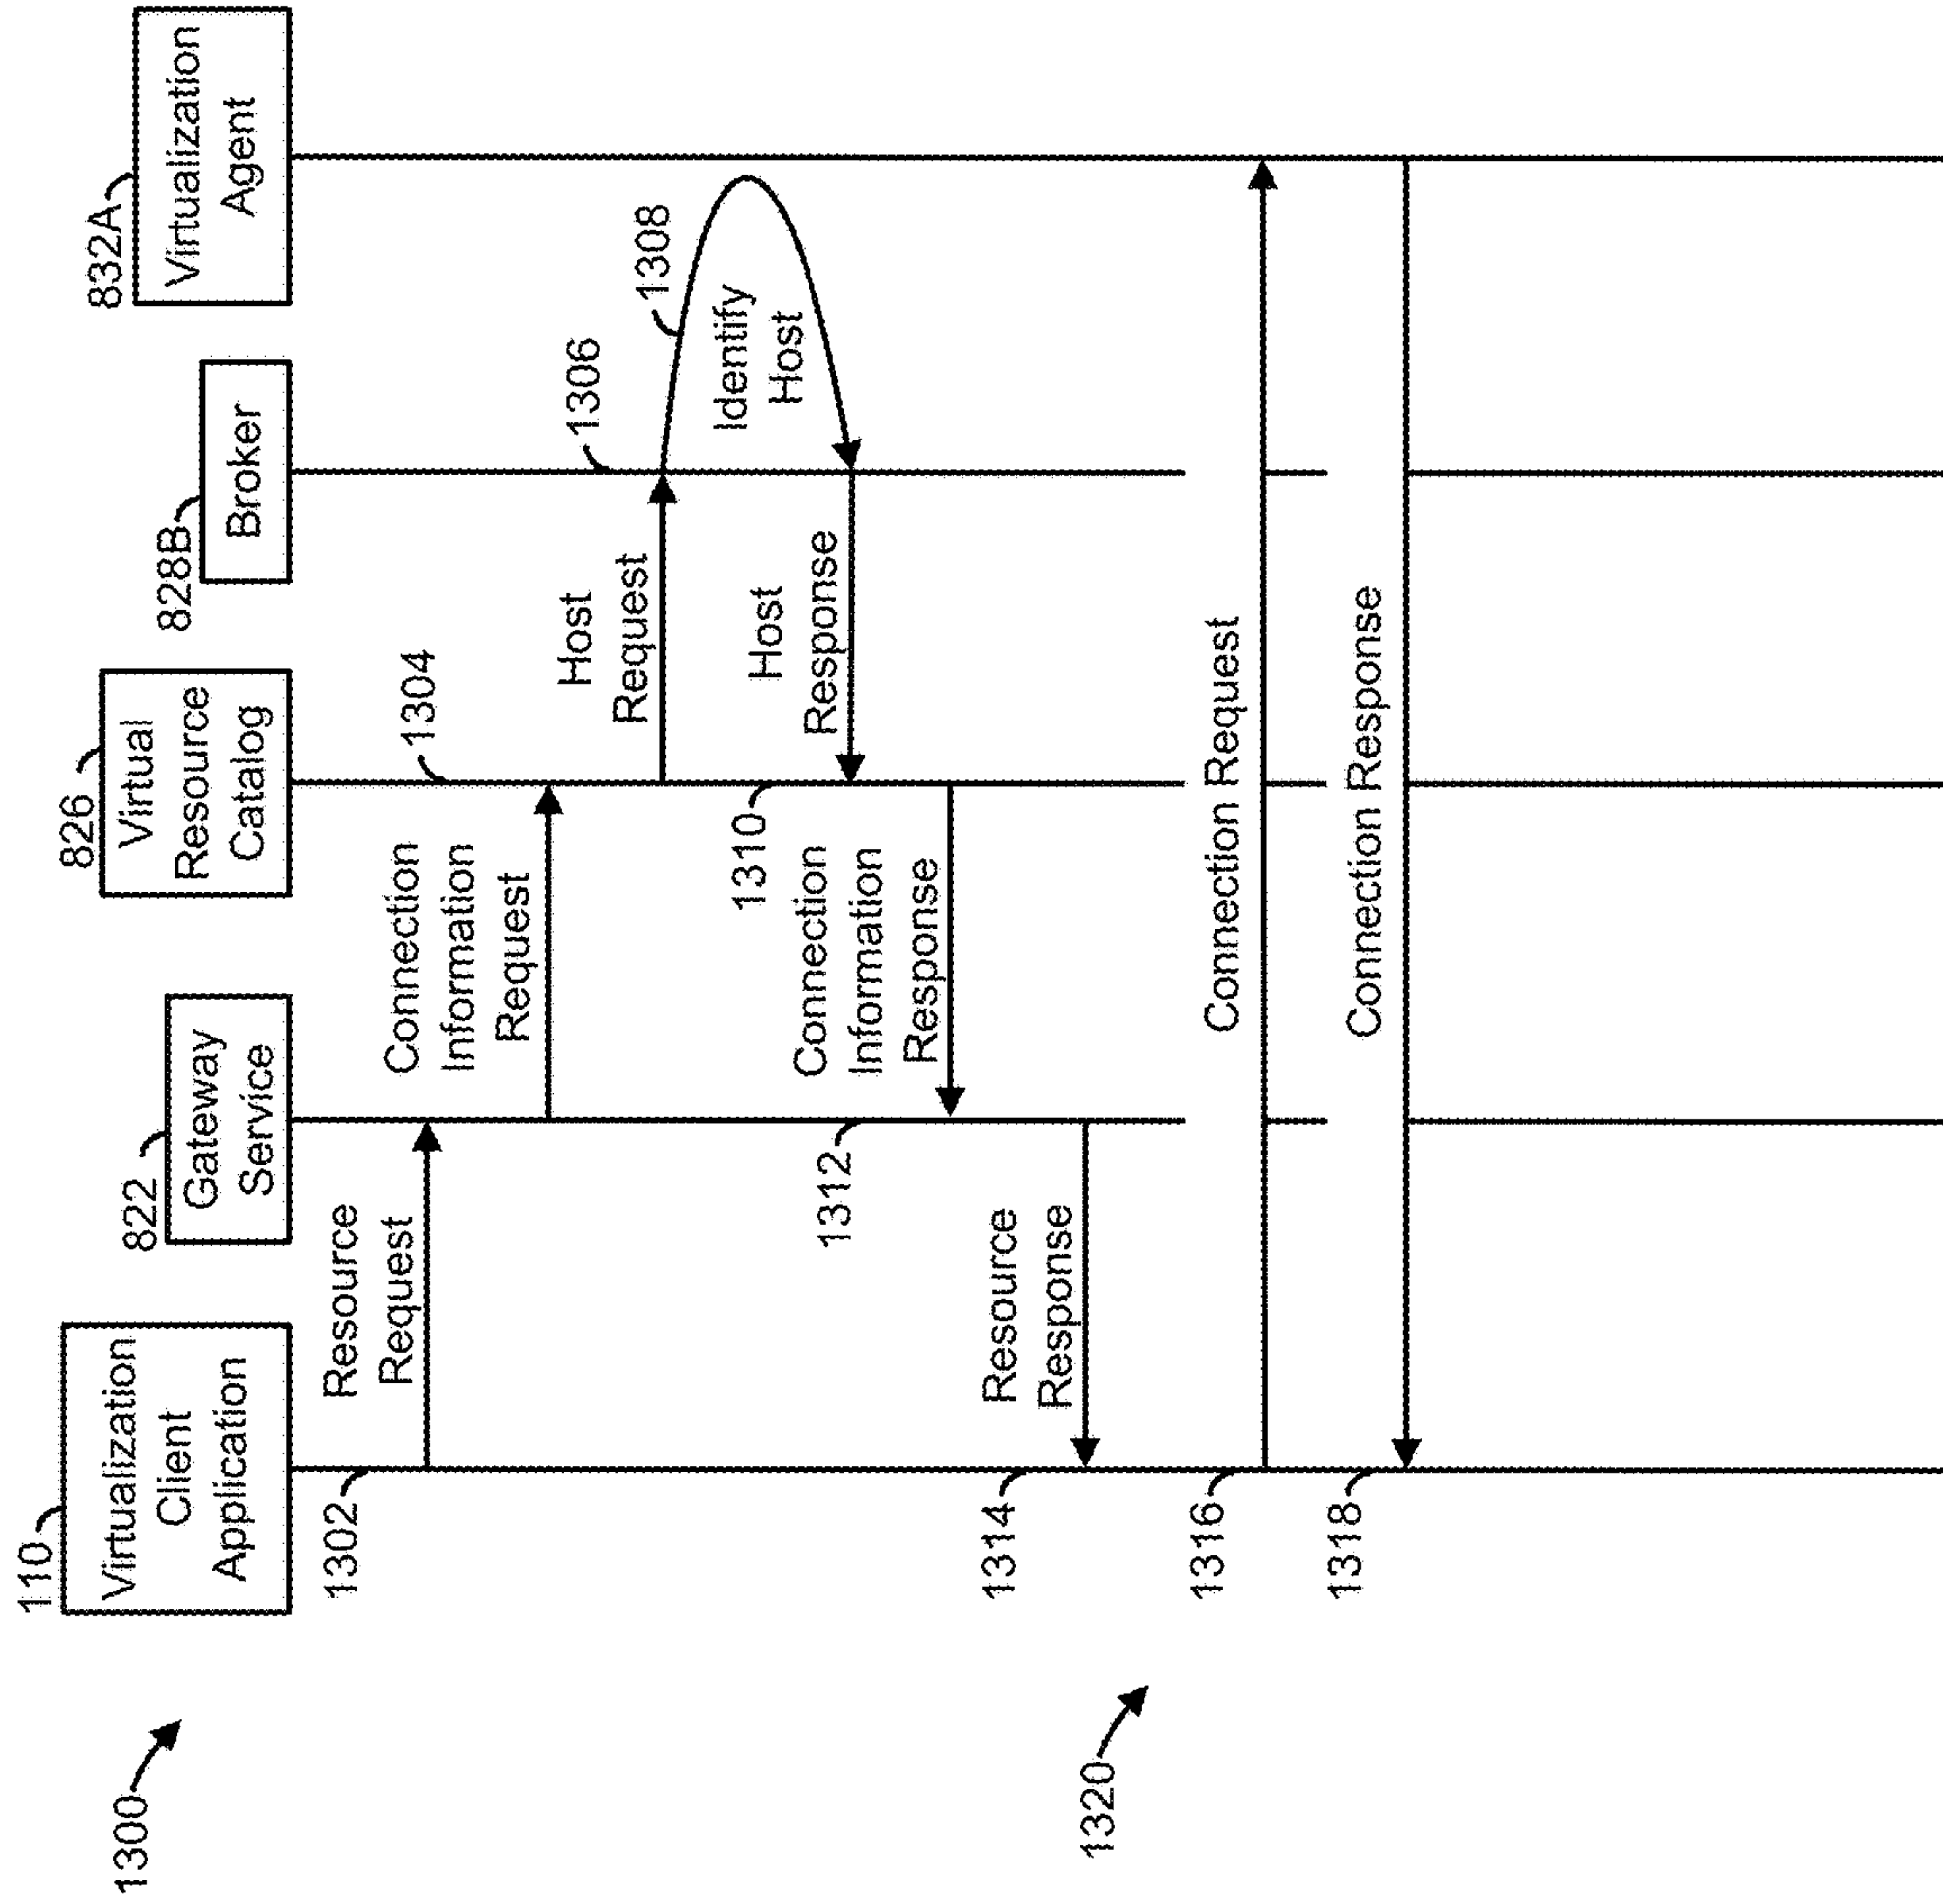 1300
110
Virtualization
Client
Application
822
Gateway
Service
826
Virtual
Resource
Catalog
828B
Broker
832A
Virtualization
Agent
1302
Resource
Request
1304
Connection
Information
Request
1306
Host
Request
1308
Identify
Host
1310
Host
Response
1312
Connection
Information
Response
1314
Resource
Response
1320
1316
Connection Request
1318
Connection Response